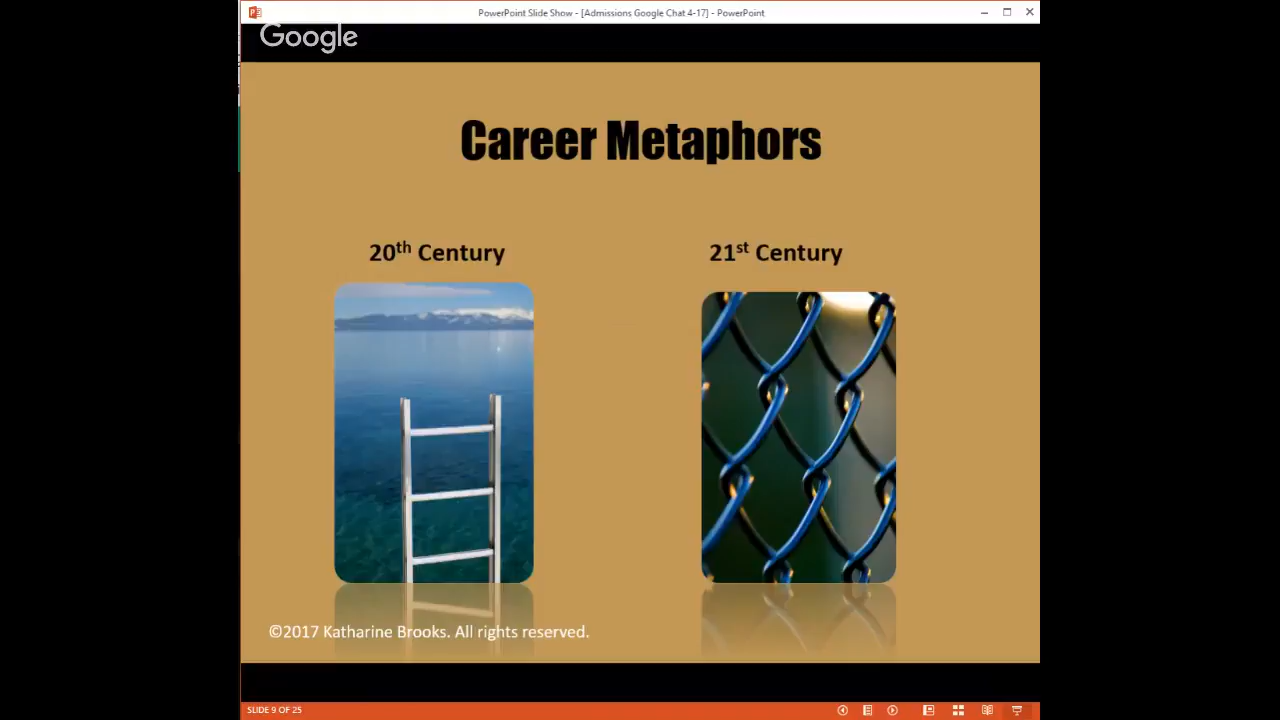 PowerPoint Slide Show - [Admissions Google Chat.4-17] - PowerPoint
Google
Career Metaphors
20th Century
21st Century
©2017 Katharine Brooks. All rights reserved.
SLIDE 9 OF 25